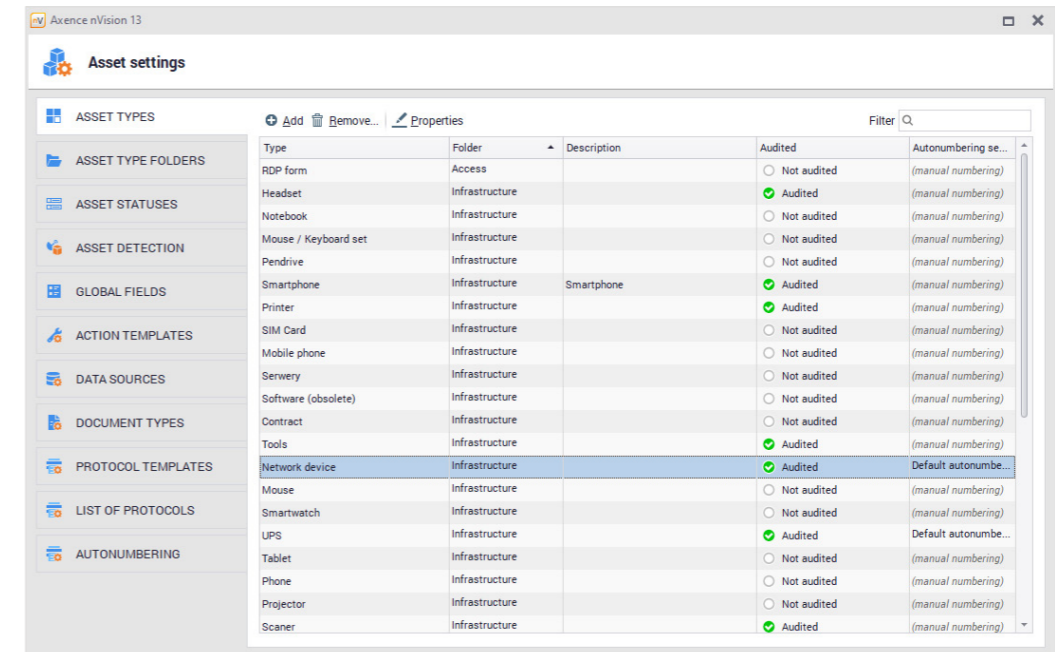 Axence nVision 13
Asset settings
ASSET TYPES
ASSET TYPE FOLDERS
ASSET STATUSES
ASSET DETECTION
GLOBAL FIELDS
ACTION TEMPLATES
DATA SOURCES
DOCUMENT TYPES
PROTOCOL TEMPLATES
LIST OF PROTOCOLS
AUTONUMBERING
Add Remove... Properties Filter
Type Folder Description Audited Autonumbering se...
RDP form Access Not audited (manual numbering)
Headset Infrastructure Audited (manual numbering)
Notebook Infrastructure Not audited (manual numbering)
Mouse / Keyboard set Infrastructure Not audited (manual numbering)
Pendrive Infrastructure Not audited (manual numbering)
Smartphone Infrastructure Smartphone Audited (manual numbering)
Printer Infrastructure Audited (manual numbering)
SIM Card Infrastructure Not audited (manual numbering)
Mobile phone Infrastructure Not audited (manual numbering)
Serwery Infrastructure Not audited (manual numbering)
Software (obsolete) Infrastructure Not audited (manual numbering)
Contract Infrastructure Not audited (manual numbering)
Tools Infrastructure Audited (manual numbering)
Network device Infrastructure Audited Default autonumbe...
Mouse Infrastructure Not audited (manual numbering)
Smartwatch Infrastructure Not audited (manual numbering)
UPS Infrastructure Audited Default autonumbe...
Tablet Infrastructure Not audited (manual numbering)
Phone Infrastructure Not audited (manual numbering)
Projector Infrastructure Not audited (manual numbering)
Scaner Infrastructure Audited (manual numbering)